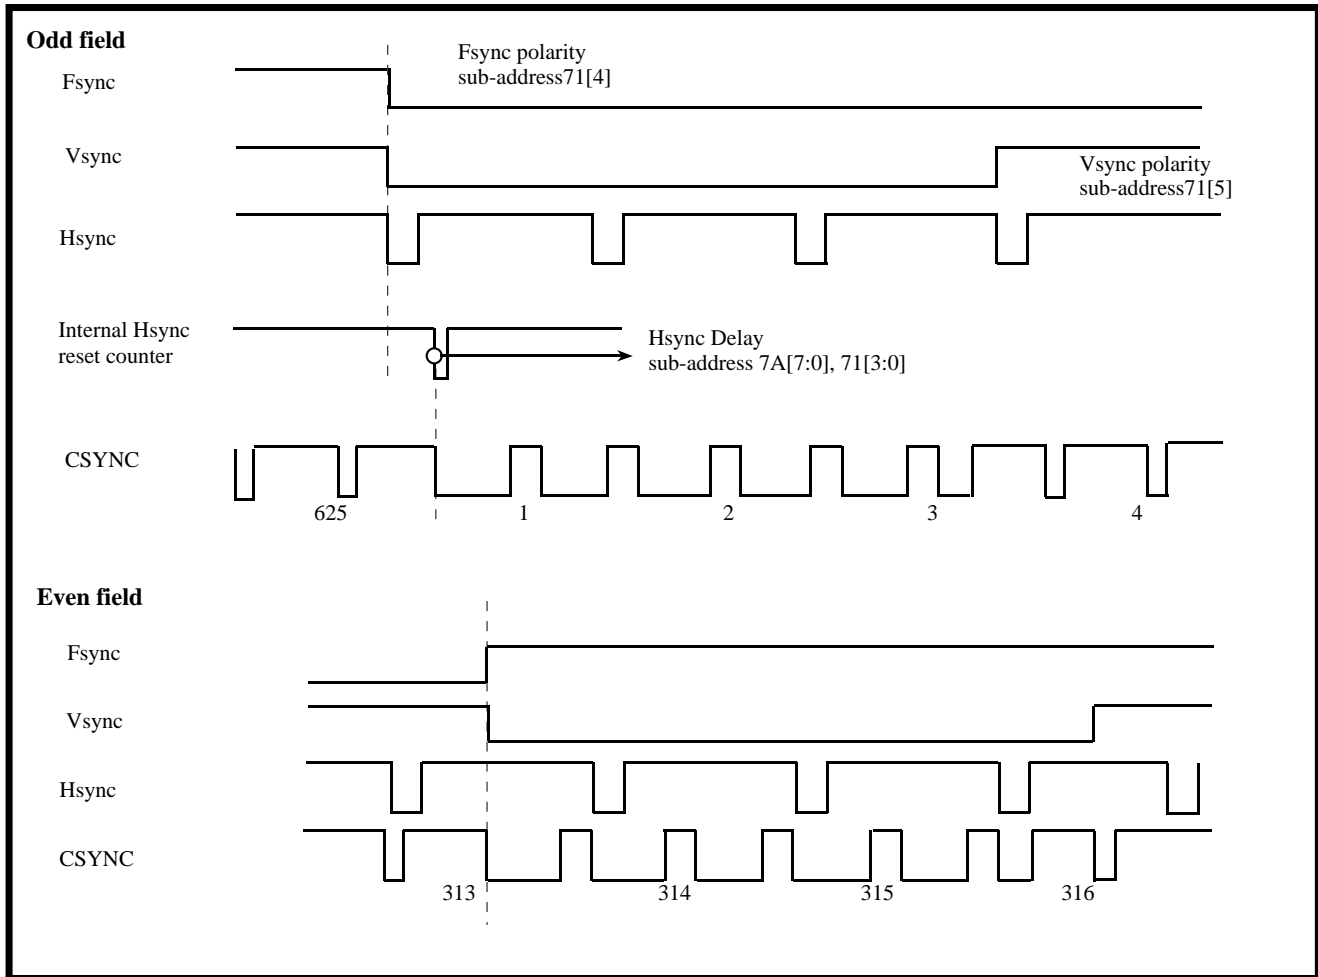 Odd field
Fsync
Fsync polarity
sub-address71[4]
Vsync
Vsync polarity
sub-address71[5]
Hsync
Internal Hsync
reset counter
Hsync Delay
sub-address 7A[7:0], 71[3:0]
CSYNC
625 1 2 3 4
Even field
Fsync
Vsync
Hsync
CSYNC
313 314 315 316